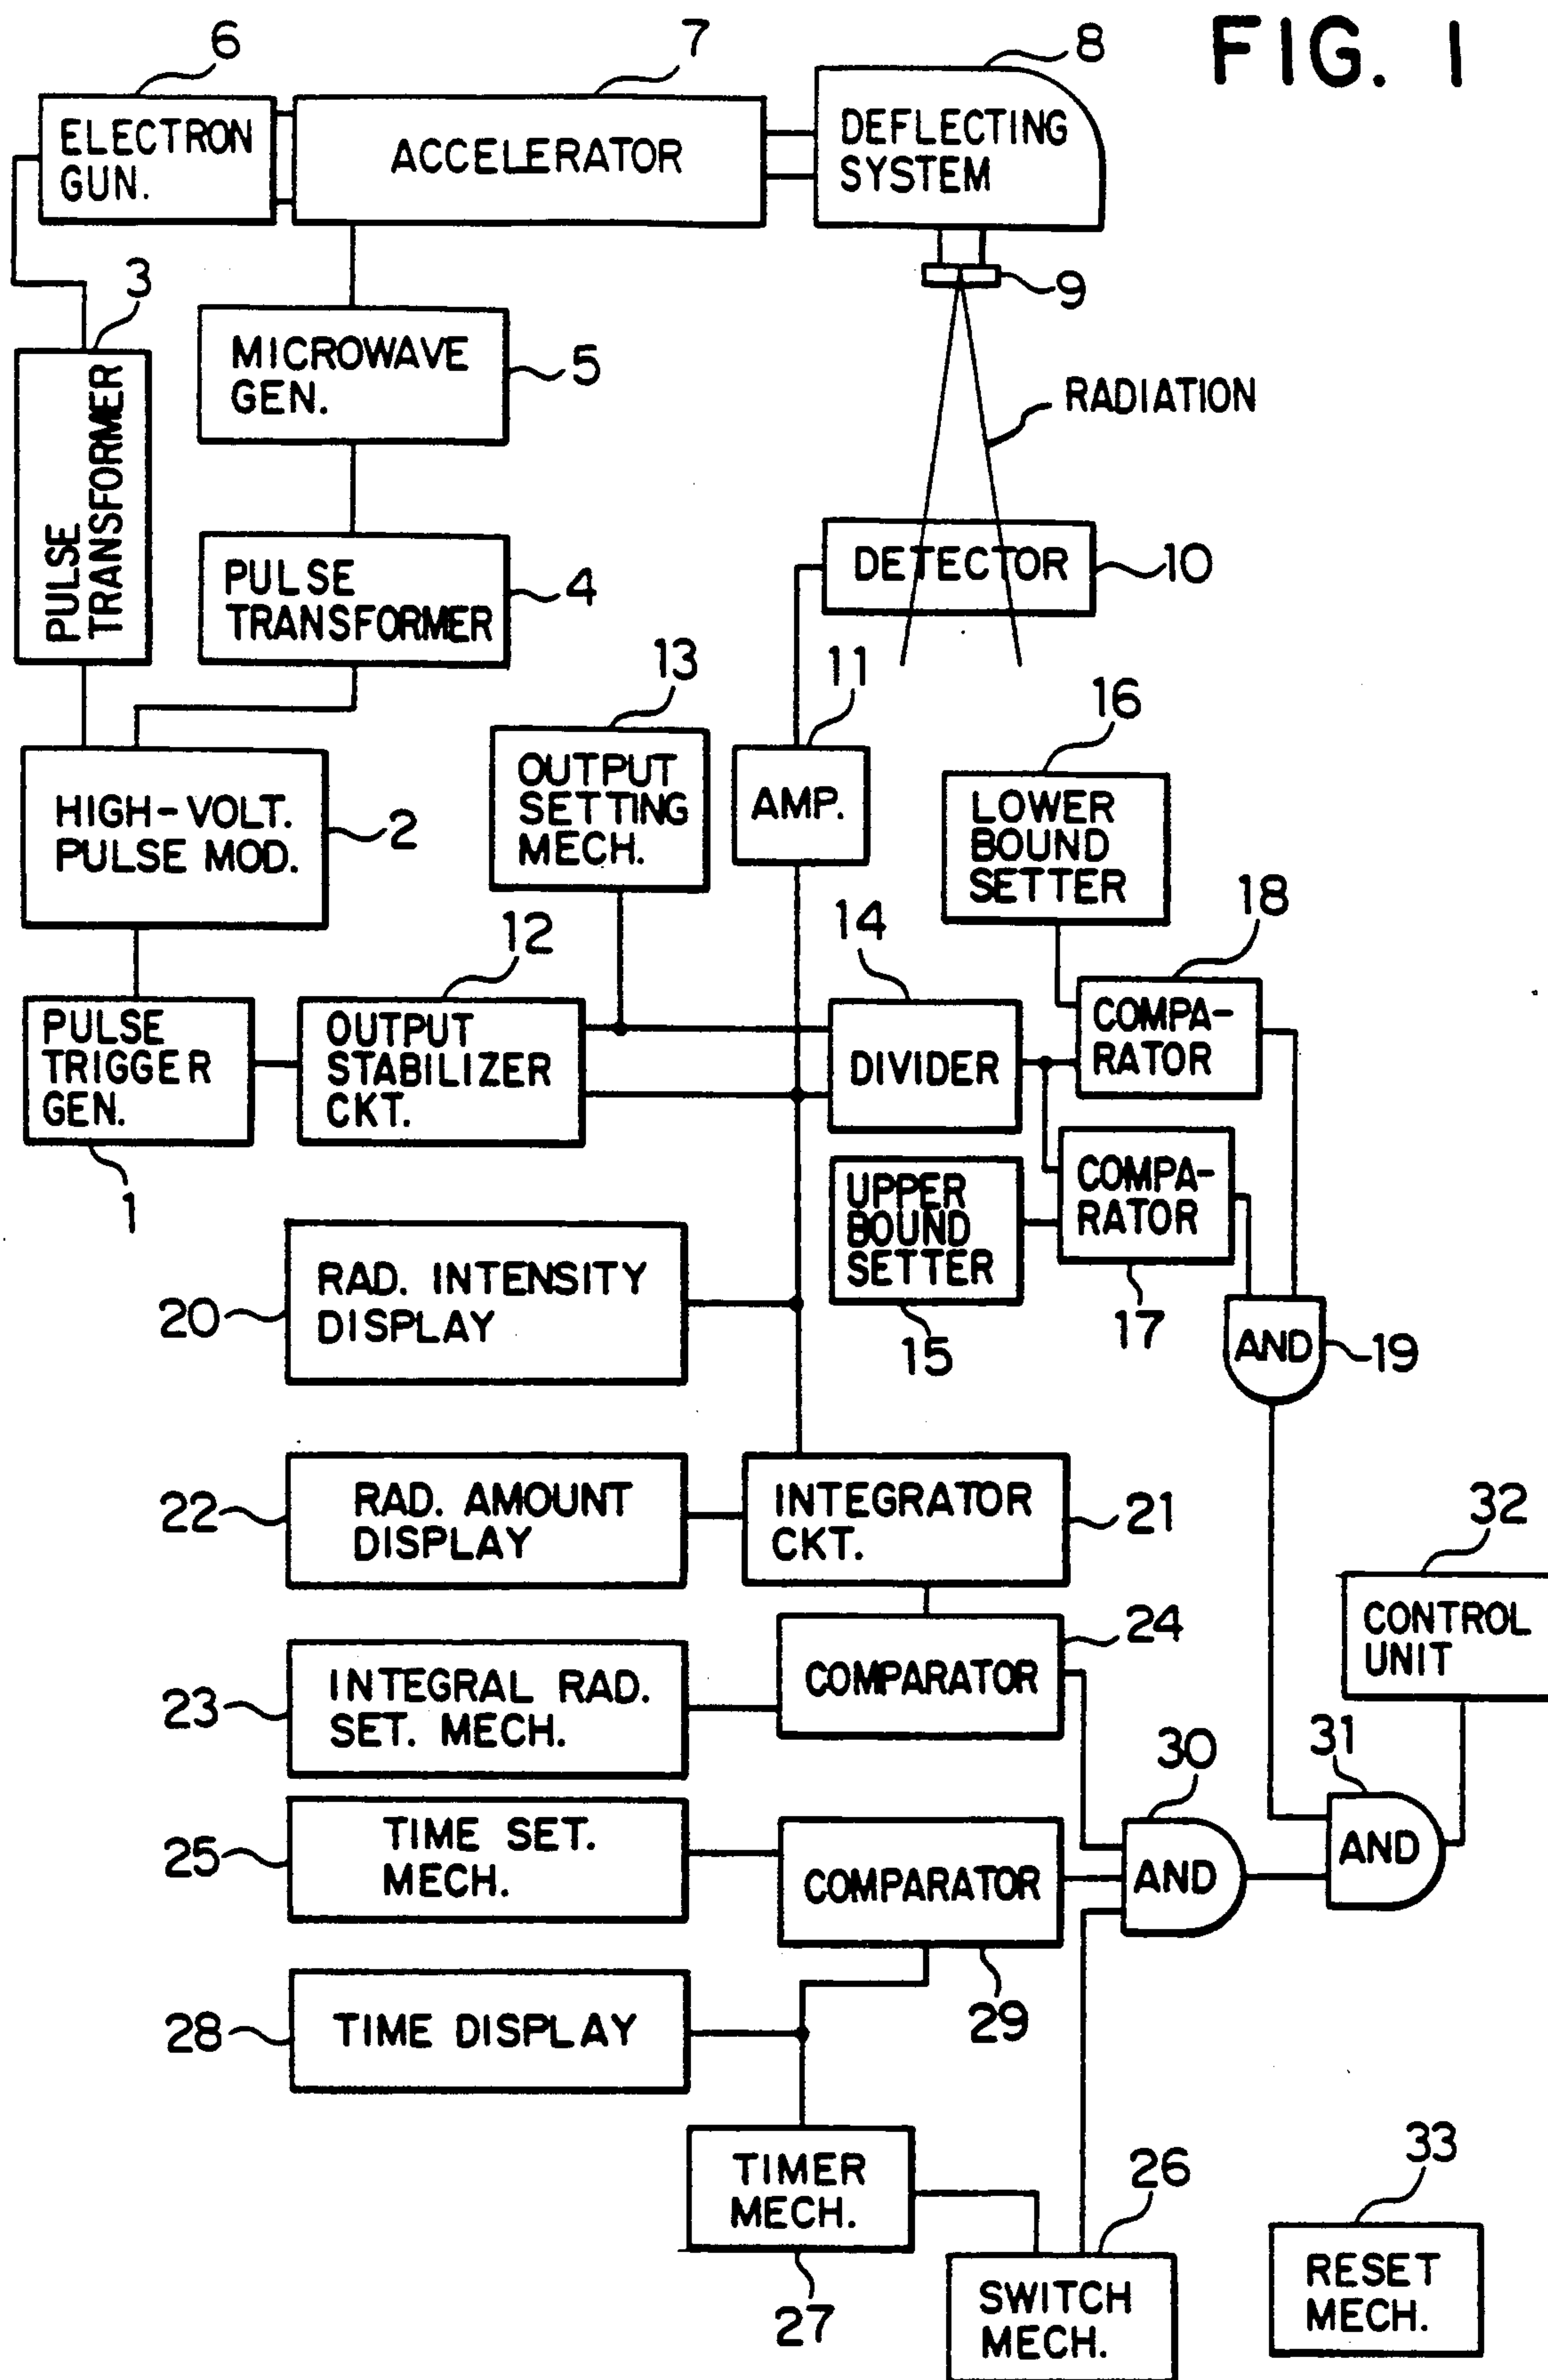 FIG. 1
6
7
8
ELECTRON
GUN.
ACCELERATOR
DEFLECTING
SYSTEM
9
3
PULSE
TRANSFORMER
MICROWAVE
GEN.
5
RADIATION
PULSE
TRANSFORMER
4
DETECTOR
10
13
11
16
HIGH-VOLT.
PULSE MOD.
2
OUTPUT
SETTING
MECH.
AMP.
LOWER
BOUND
SETTER
12
14
18
PULSE
TRIGGER
GEN.
1
OUTPUT
STABILIZER
CKT.
DIVIDER
COMPA-
RATOR
UPPER
BOUND
SETTER
15
COMPA-
RATOR
17
20
RAD. INTENSITY
DISPLAY
AND
19
22
RAD. AMOUNT
DISPLAY
INTEGRATOR
CKT.
21
32
CONTROL
UNIT
23
INTEGRAL RAD.
SET. MECH.
COMPARATOR
24
30
31
25
TIME SET.
MECH.
COMPARATOR
29
AND
AND
28
TIME DISPLAY
TIMER
MECH.
27
26
SWITCH
MECH.
33
RESET
MECH.